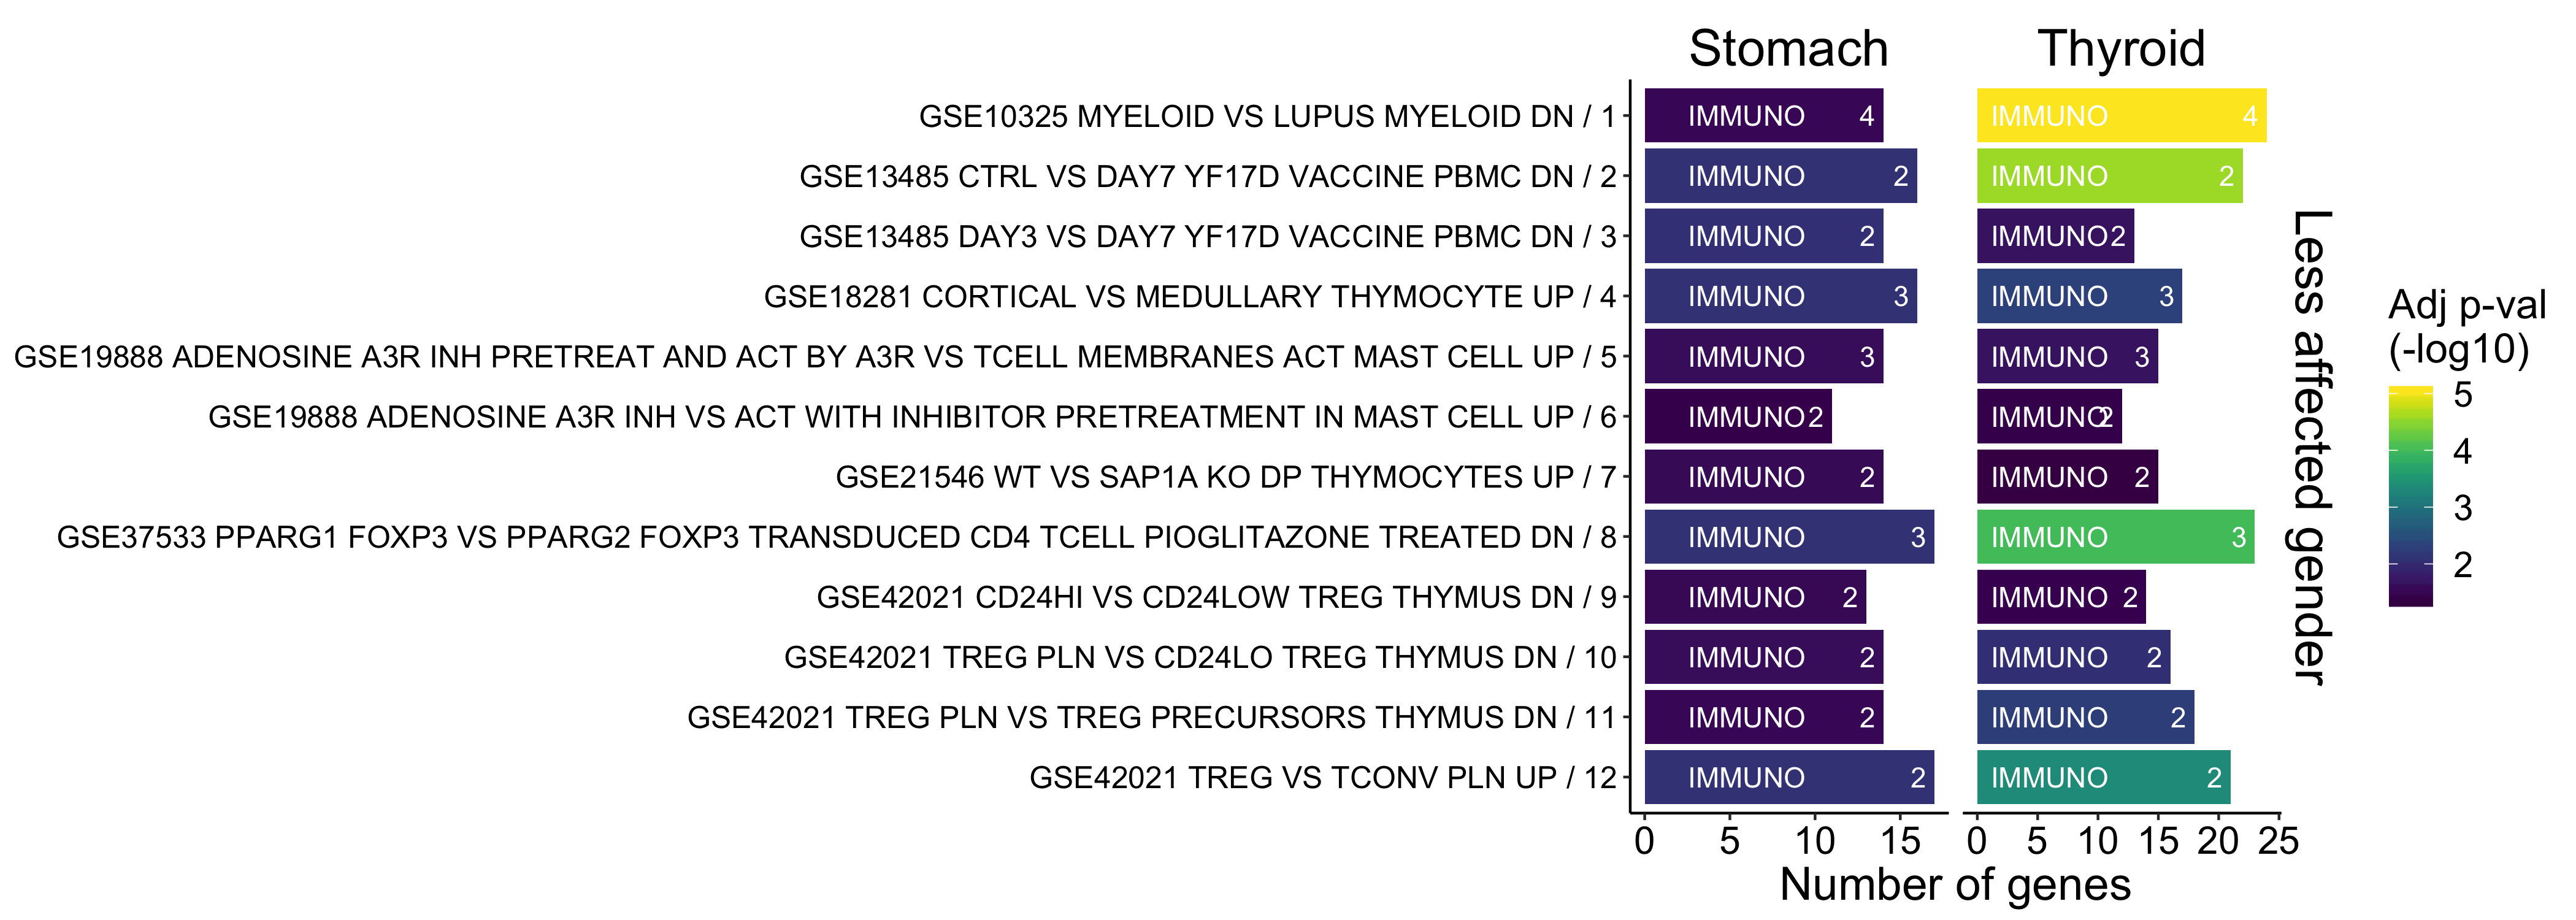 Stomach Thyroid
GSE10325 MYELOID VS LUPUS MYELOID DN / 1 IMMUNO 4 IMMUNO 4
GSE13485 CTRL VS DAY7 YF17D VACCINE PBMC DN / 2 IMMUNO 2 IMMUNO 2
GSE13485 DAY3 VS DAY7 YF17D VACCINE PBMC DN / 3 IMMUNO 2 IMMUNO 2
GSE18281 CORTICAL VS MEDULLARY THYMOCYTE UP / 4 IMMUNO 3 IMMUNO 3
GSE19888 ADENOSINE A3R INH PRETREAT AND ACT BY A3R VS TCELL MEMBRANES ACT MAST CELL UP / 5 IMMUNO 3 IMMUNO 3
GSE19888 ADENOSINE A3R INH VS ACT WITH INHIBITOR PRETREATMENT IN MAST CELL UP / 6 IMMUNO 2 IMMUNO 2
GSE21546 WT VS SAP1A KO DP THYMOCYTES UP / 7 IMMUNO 2 IMMUNO 2
GSE37533 PPARG1 FOXP3 VS PPARG2 FOXP3 TRANSDUCED CD4 TCELL PIOGLITAZONE TREATED DN / 8 IMMUNO 3 IMMUNO 3
GSE42021 CD24HI VS CD24LOW TREG THYMUS DN / 9 IMMUNO 2 IMMUNO 2
GSE42021 TREG PLN VS CD24LO TREG THYMUS DN / 10 IMMUNO 2 IMMUNO 2
GSE42021 TREG PLN VS TREG PRECURSORS THYMUS DN / 11 IMMUNO 2 IMMUNO 2
GSE42021 TREG VS TCONV PLN UP / 12 IMMUNO 2 IMMUNO 2
0 5 10 15 0 5 10 15 20 25
Number of genes
Less affected gender
Adj p-val
(-log10)
5
4
3
2